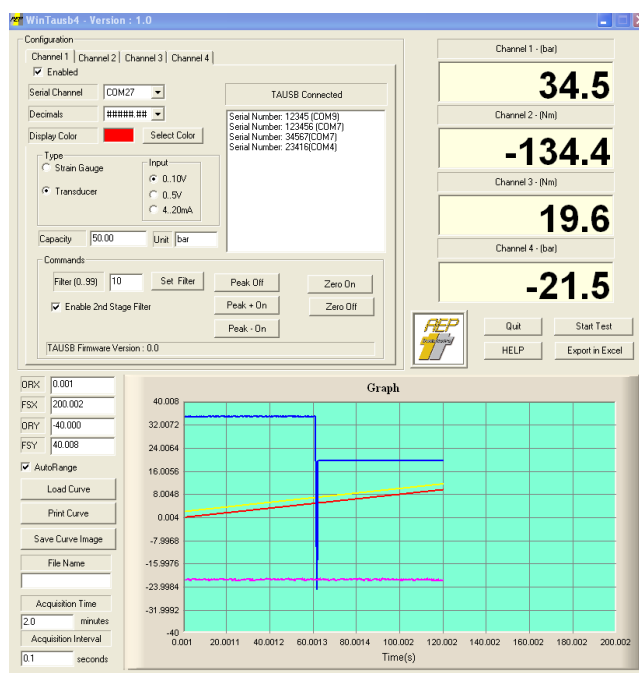 WinTausb4 - Version : 1.0
Configuration
Channel 1 Channel 2 Channel 3 Channel 4
Enabled
Serial Channel COM27
Decimals #####.##
Display Color Select Color
Type
Strain Gauge
Transducer
Input
0..10V
0..5V
4..20mA
Capacity 50.00 Unit bar
TAUSB Connected
Serial Number: 12345 (COM9)
Serial Number: 123456 (COM7)
Serial Number: 34567(COM7)
Serial Number: 23416(COM4)
Commands
Filter (0..99) 10 Set Filter
Enable 2nd Stage Filter
Peak Off
Peak + On
Peak - On
Zero On
Zero Off
TAUSB Firmware Version : 0.0
Channel 1 - (bar)
34.5
Channel 2 - (Nm)
-134.4
Channel 3 - (Nm)
19.6
Channel 4 - (bar)
-21.5
AEP
Quit Start Test
HELP Export in Excel
ORX 0.001
FSX 200.002
ORY -40.000
FSY 40.008
AutoRange
Load Curve
Print Curve
Save Curve Image
File Name
Acquisition Time
2.0 minutes
Acquisition Interval
0.1 seconds
Graph
40.008
32.0072
24.0064
16.0056
8.0048
0.004
-7.9968
-15.9976
-23.9984
-31.9992
-40
0.001 20.0011 40.0012 60.0013 80.0014 100.002 120.002 140.002 160.002 180.002 200.002
Time(s)